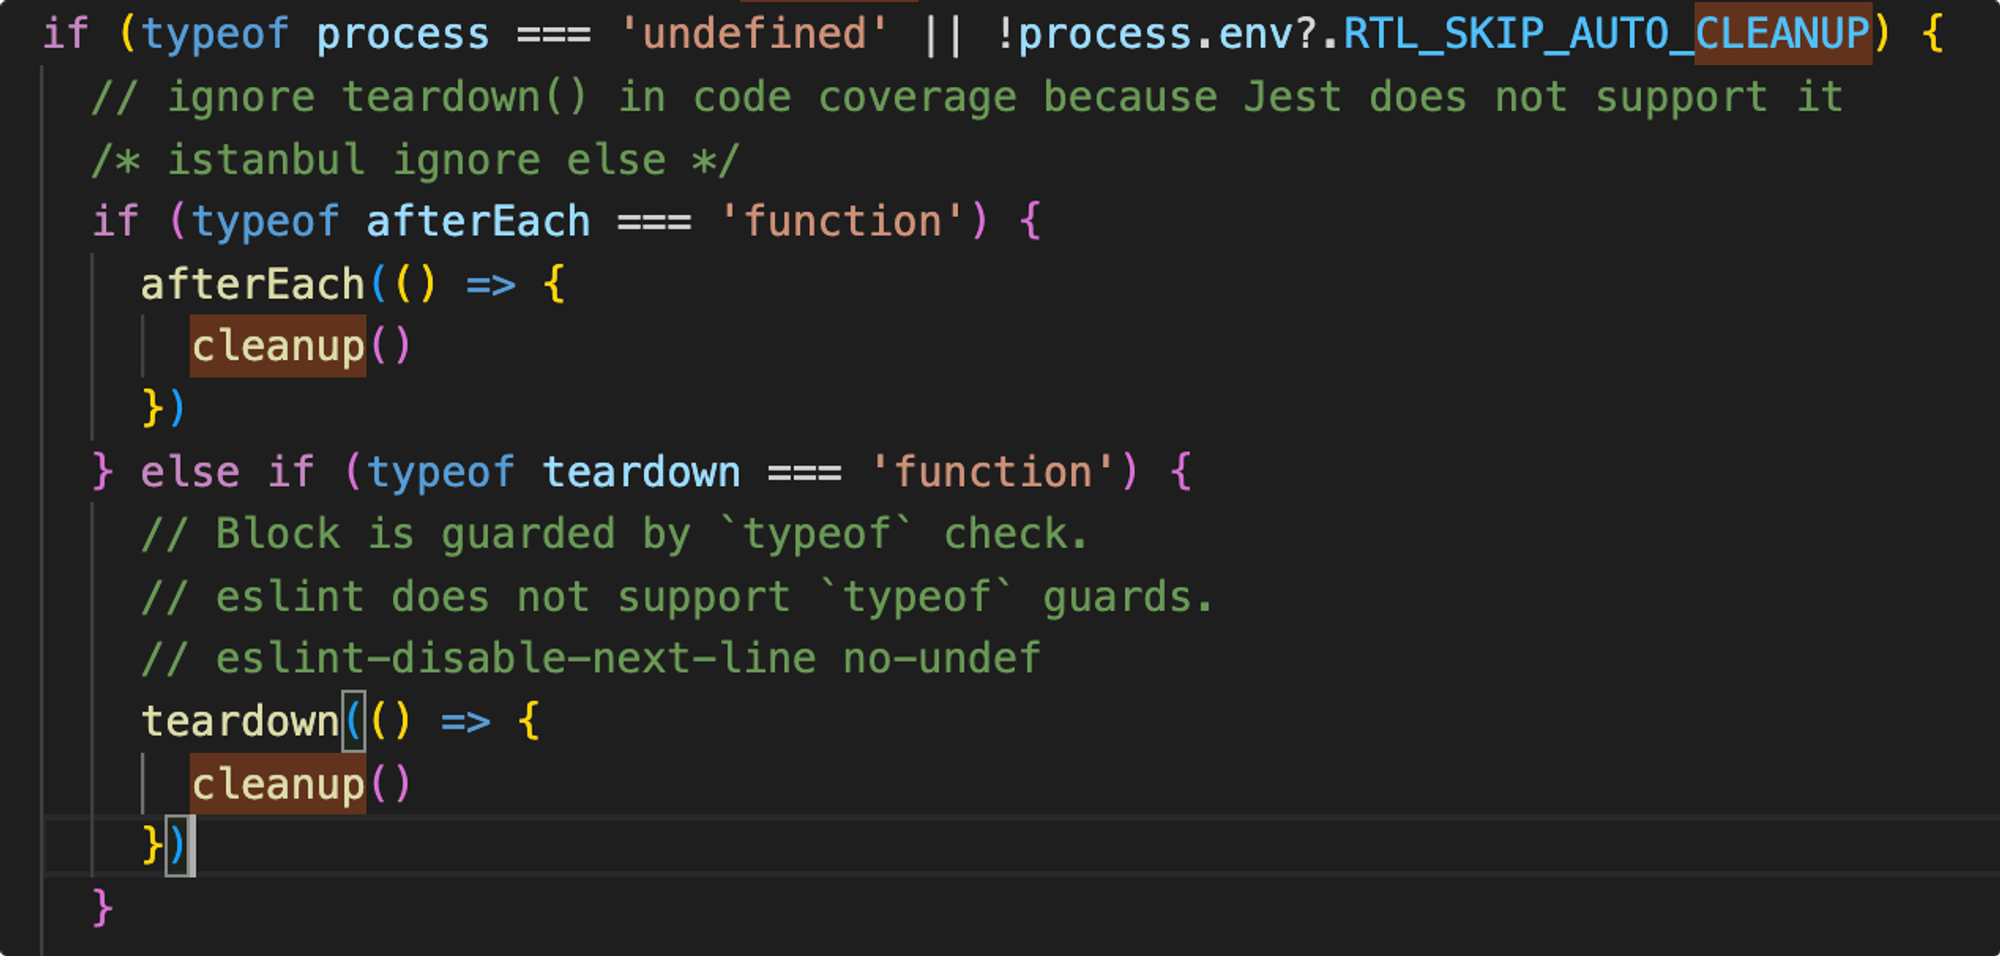 if (typeof process === 'undefined' || !process.env?.RTL_SKIP_AUTO_CLEANUP) {
  // ignore teardown() in code coverage because Jest does not support it
  /* istanbul ignore else */
  if (typeof afterEach === 'function') {
    afterEach(() => {
      cleanup()
    })
  } else if (typeof teardown === 'function') {
    // Block is guarded by `typeof` check.
    // eslint does not support `typeof` guards.
    // eslint-disable-next-line no-undef
    teardown(() => {
      cleanup()
    })
  }